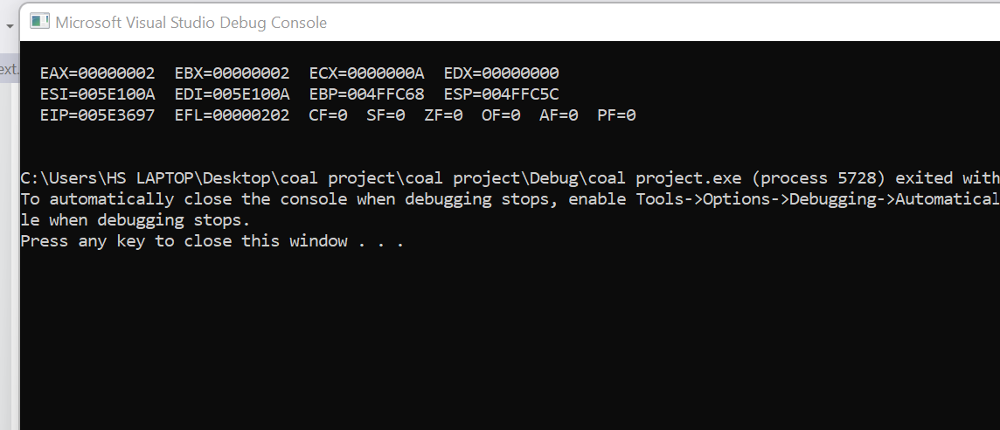 Microsoft Visual Studio Debug Console
ext.
EAX=00000002  EBX=00000002  ECX=0000000A  EDX=00000000
ESI=005E100A  EDI=005E100A  EBP=004FFC68  ESP=004FFC5C
EIP=005E3697  EFL=00000202  CF=0  SF=0  ZF=0  OF=0  AF=0  PF=0
C:\Users\HS LAPTOP\Desktop\coal project\coal project\Debug\coal project.exe (process 5728) exited with
To automatically close the console when debugging stops, enable Tools->Options->Debugging->Automatical
le when debugging stops.
Press any key to close this window . . .